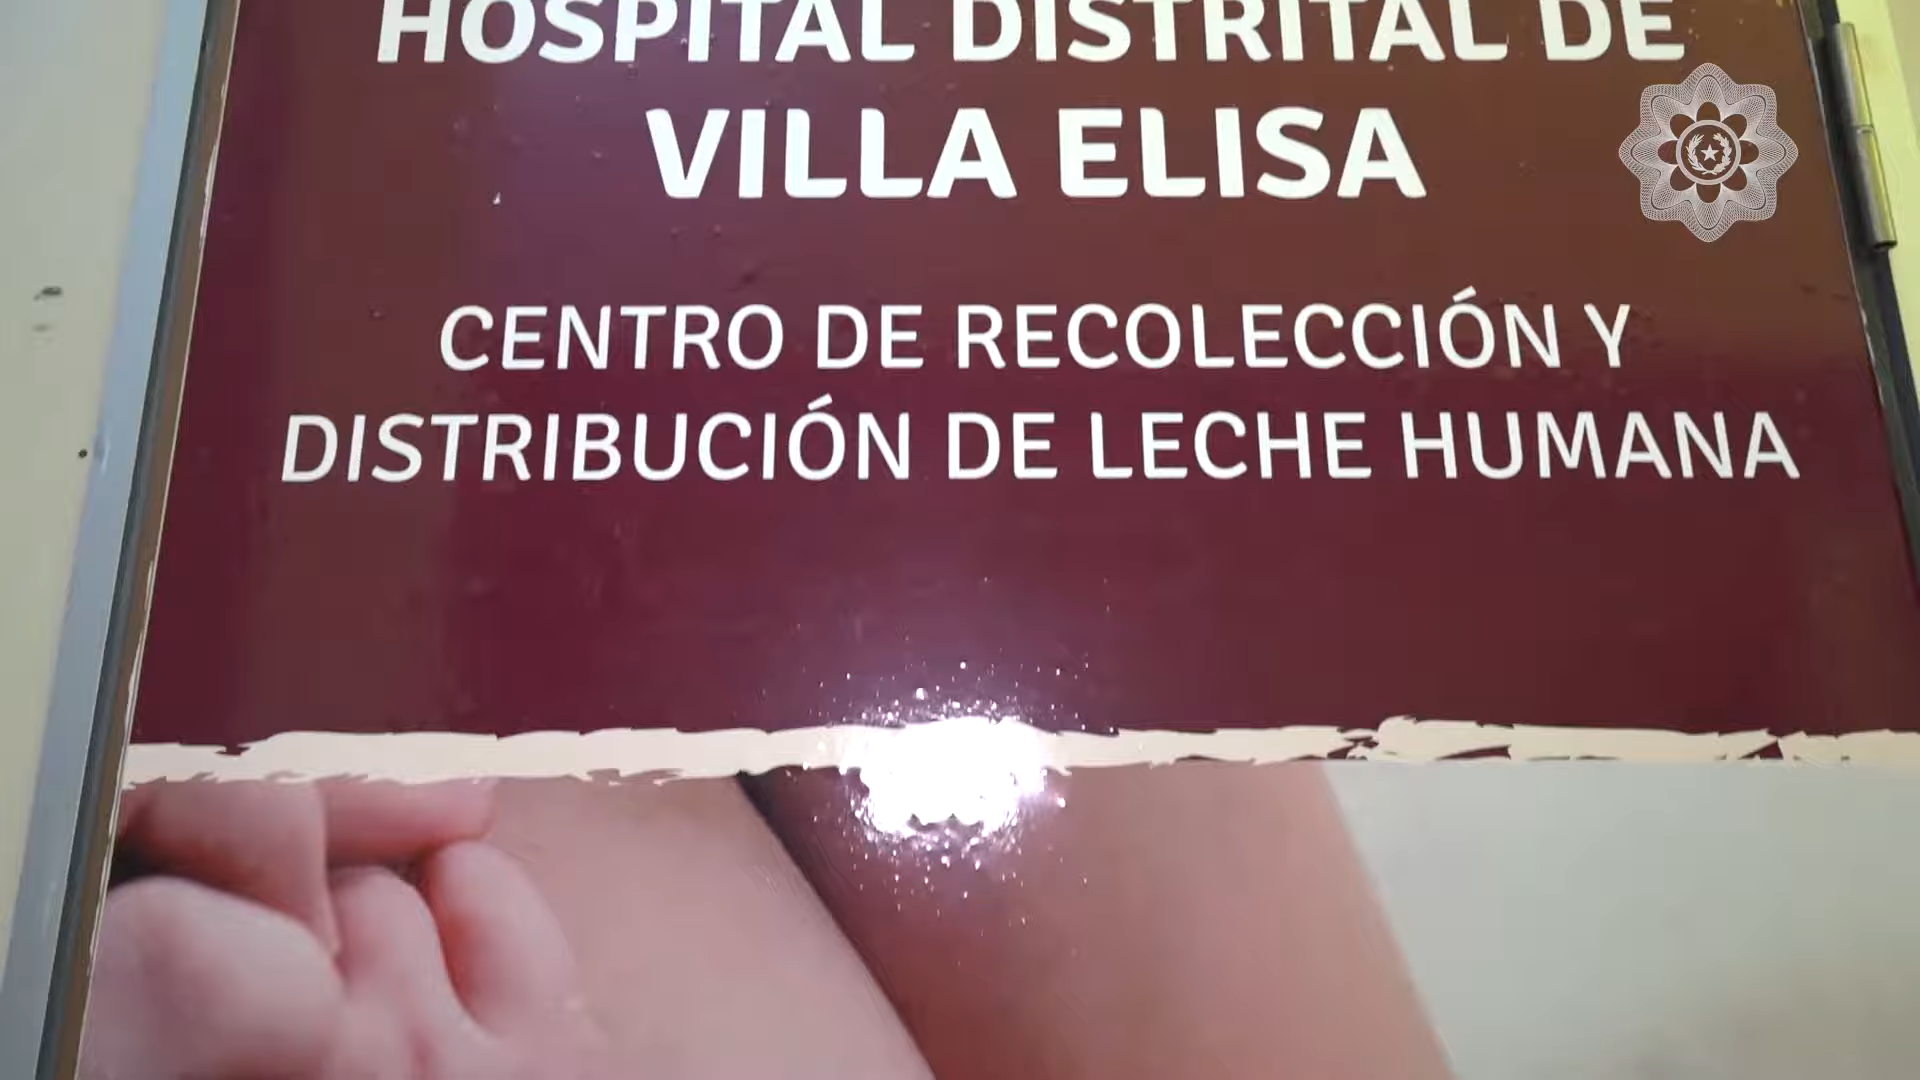 HOSPITAL DISTRITAL DE
VILLA ELISA
CENTRO DE RECOLECCIÓN Y
DISTRIBUCIÓN DE LECHE HUMANA